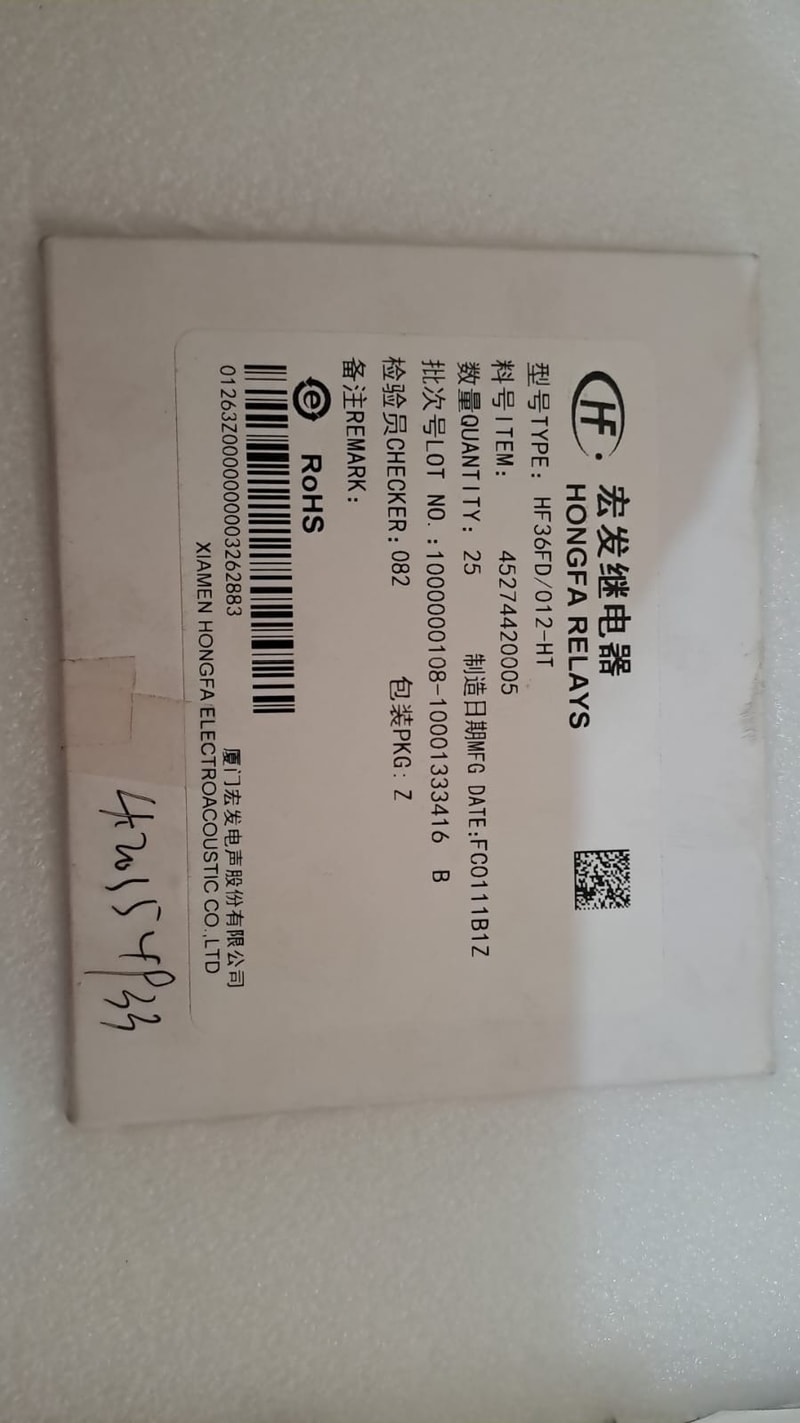 HF
宏发继电器
HONGFA RELAYS
型号TYPE: HF36FD/012-HT
料号ITEM: 45274420005
数量QUANTITY: 25 制造日期MFG DATE:FC0111B1Z
批次号LOT NO.:1000000108-10001333416 B
检验员CHECKER:082 包装PKG: Z
备注REMARK:
e RoHS
01263Z0000000003262883
厦门宏发电声股份有限公司
XIAMEN HONGFA ELECTROACOUSTIC CO.,LTD